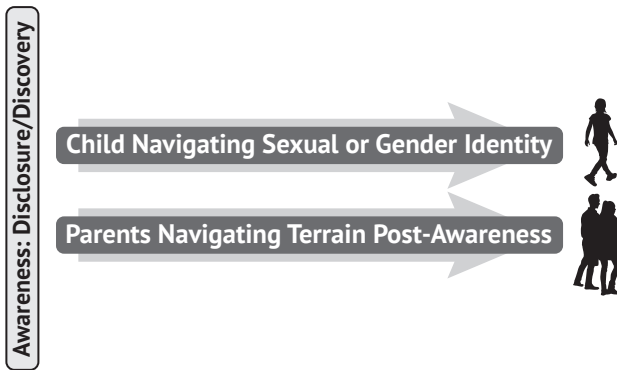 Awareness: Disclosure/Discovery
Child Navigating Sexual or Gender Identity
Parents Navigating Terrain Post-Awareness